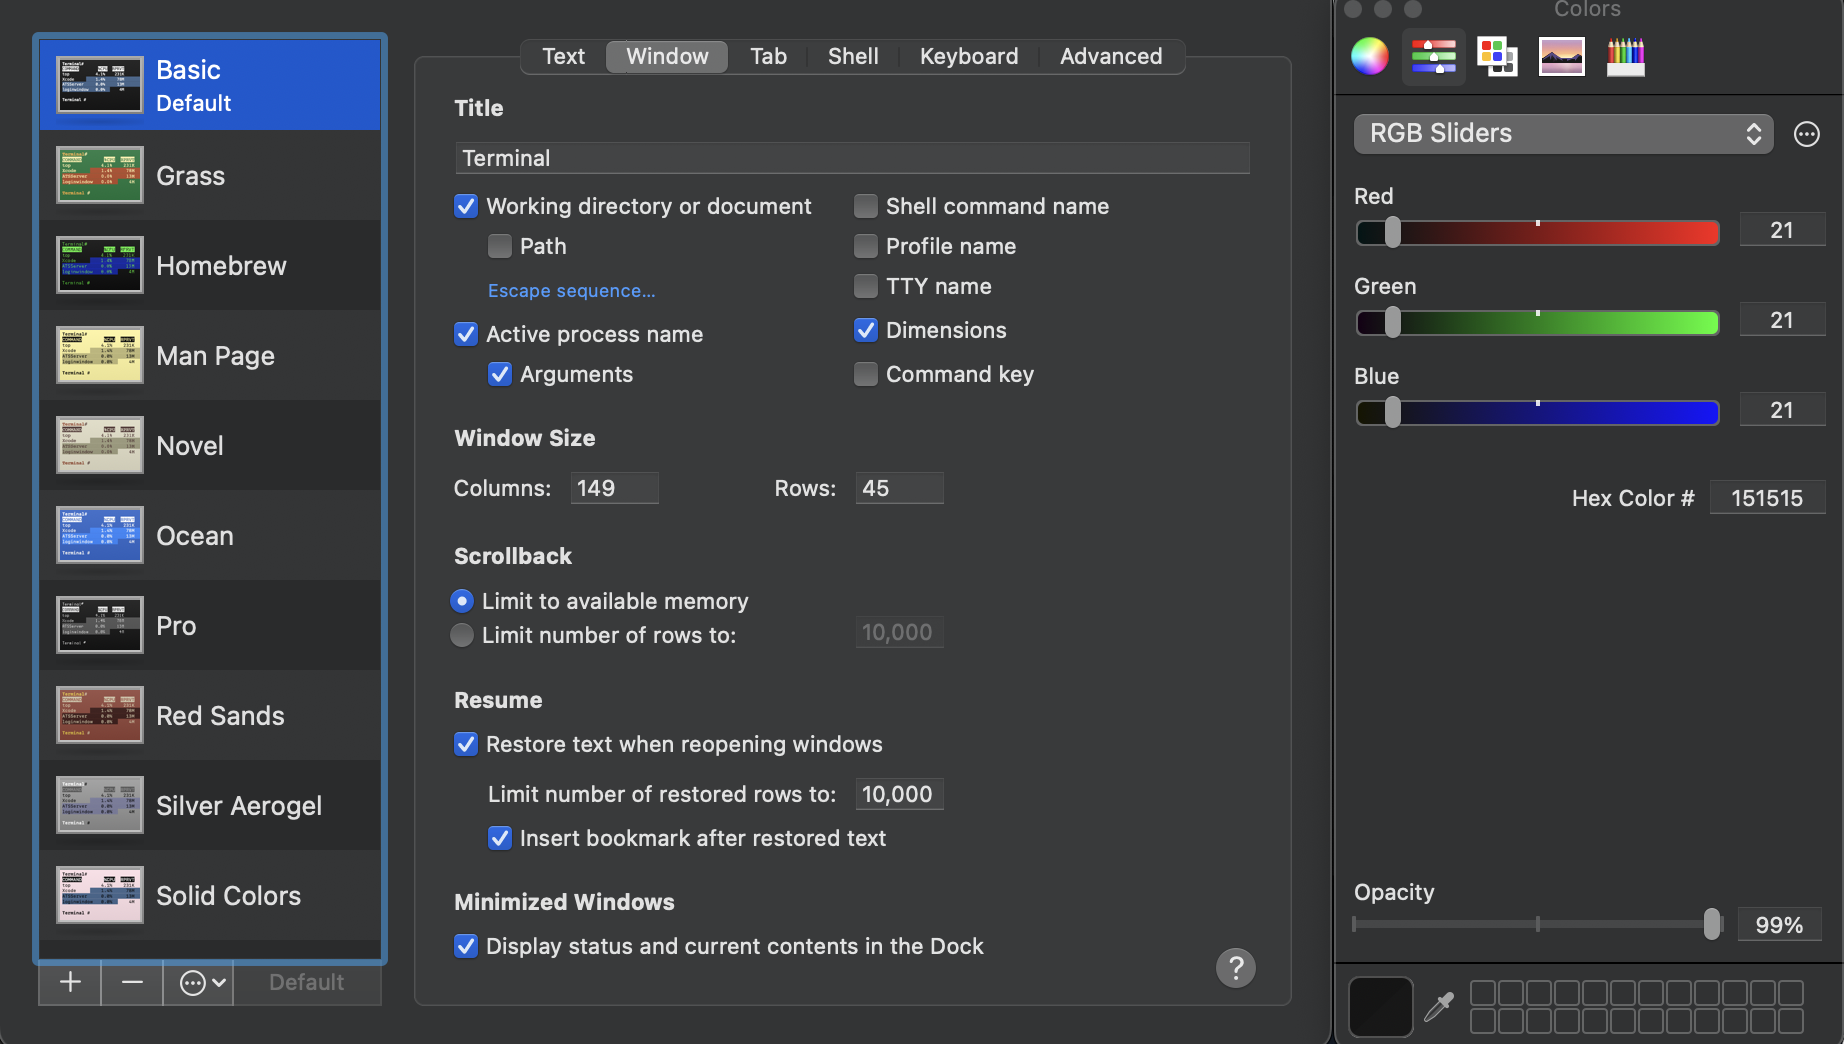 Basic
Default
Grass
Homebrew
Man Page
Novel
Ocean
Pro
Red Sands
Silver Aerogel
Solid Colors
Default
Text Window Tab Shell Keyboard Advanced
Title
Terminal
Working directory or document
Path
Escape sequence...
Active process name
Arguments
Shell command name
Profile name
TTY name
Dimensions
Command key
Window Size
Columns: 149 Rows: 45
Scrollback
Limit to available memory
Limit number of rows to: 10,000
Resume
Restore text when reopening windows
Limit number of restored rows to: 10,000
Insert bookmark after restored text
Minimized Windows
Display status and current contents in the Dock
?
Colors
RGB Sliders
Red
21
Green
21
Blue
21
Hex Color # 151515
Opacity
99%